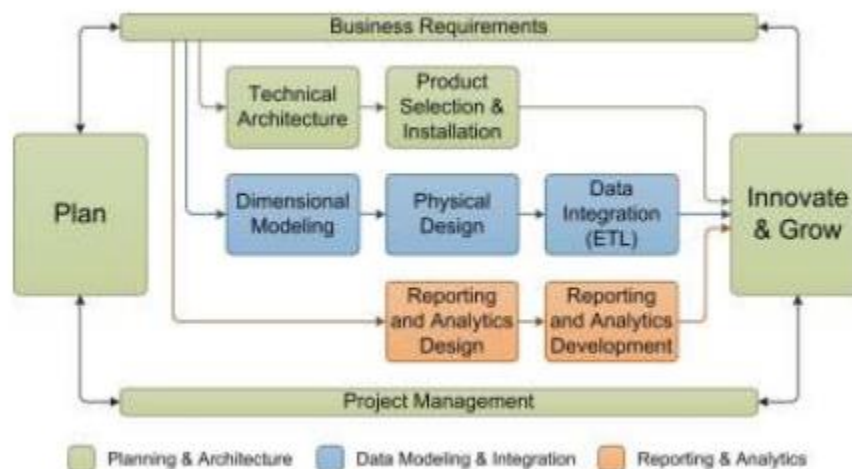 Business Requirements
Technical
Architecture
Product
Selection &
Installation
Plan
Dimensional
Modeling
Physical
Design
Data
Integration
(ETL)
Innovate
& Grow
Reporting
and Analytics
Design
Reporting
and Analytics
Development
Project Management
Planning & Architecture
Data Modeling & Integration
Reporting & Analytics